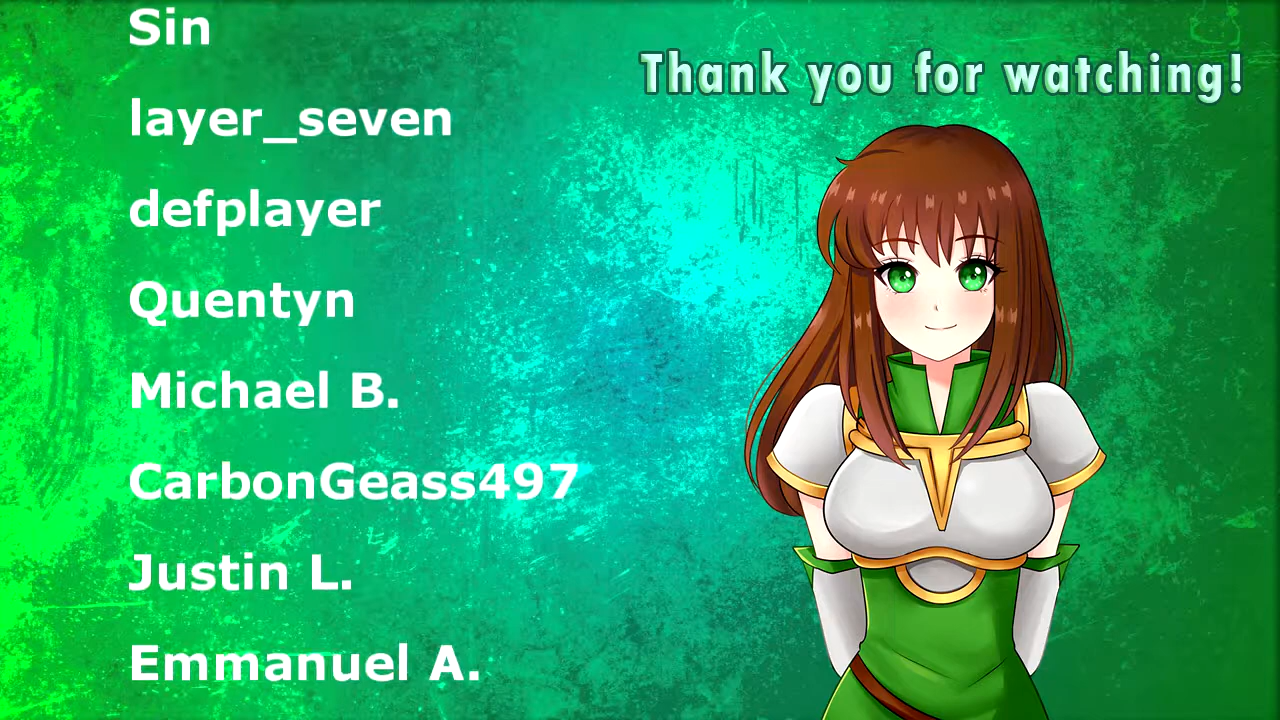 Sin
layer_seven
defplayer
Quentyn
Michael B.
CarbonGeass497
Justin L.
Emmanuel A.
Thank you for watching!